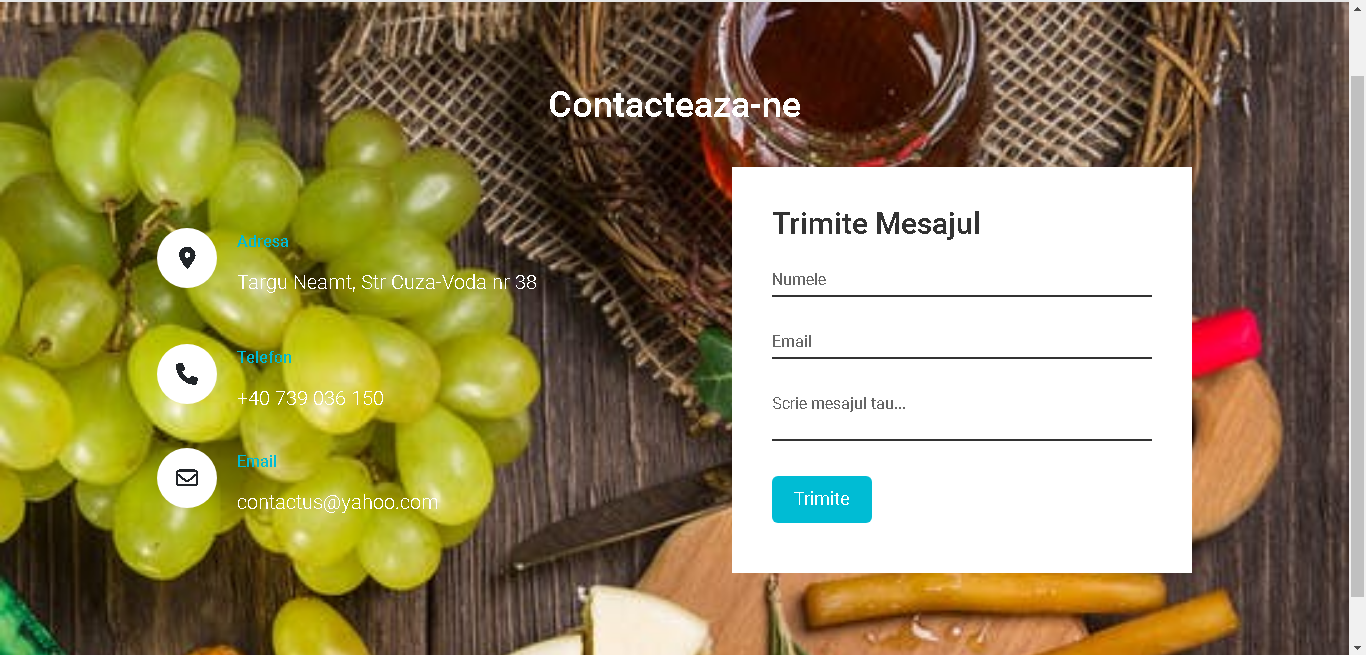 Contacteaza-ne
Adresa
Targu Neamt, Str Cuza-Voda nr 38
Telefon
+40 739 036 150
Email
contactus@yahoo.com
Trimite Mesajul
Numele
Email
Scrie mesajul tau...
Trimite